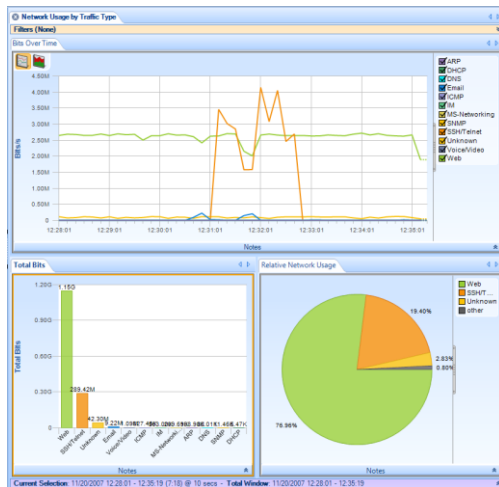 Network Usage by Traffic Type
Filters (None)
Bits Over Time
4.50M
4.00M
3.50M
3.00M
2.50M
2.00M
1.50M
1.00M
0.50M
0
Bits/s
12:28:01 12:29:01 12:30:01 12:31:01 12:32:01 12:33:01 12:34:01 12:35:01
ARP
DHCP
DNS
Email
ICMP
IM
MS-Networking
SNMP
SSH/Telnet
Unknown
Voice/Video
Web
Notes
Total Bits
1.20G
0.90G
0.60G
0.30G
0
Total Bits
1.15G
289.42M
42.30M
Web
SSH/Telnet
Unknown
Email
Voice/Video
ICMP
IM
MS-Networki...
ARP
DNS
SNMP
DHCP
Notes
Relative Network Usage
76.96%
19.40%
2.83%
0.80%
Web
SSH/T...
Unknown
other
Notes
Current Selection: 11/20/2007 12:28:01 - 12:35:19 (7:18) @ 10 secs - Total Window: 11/20/2007 12:28:01 - 12:35:19